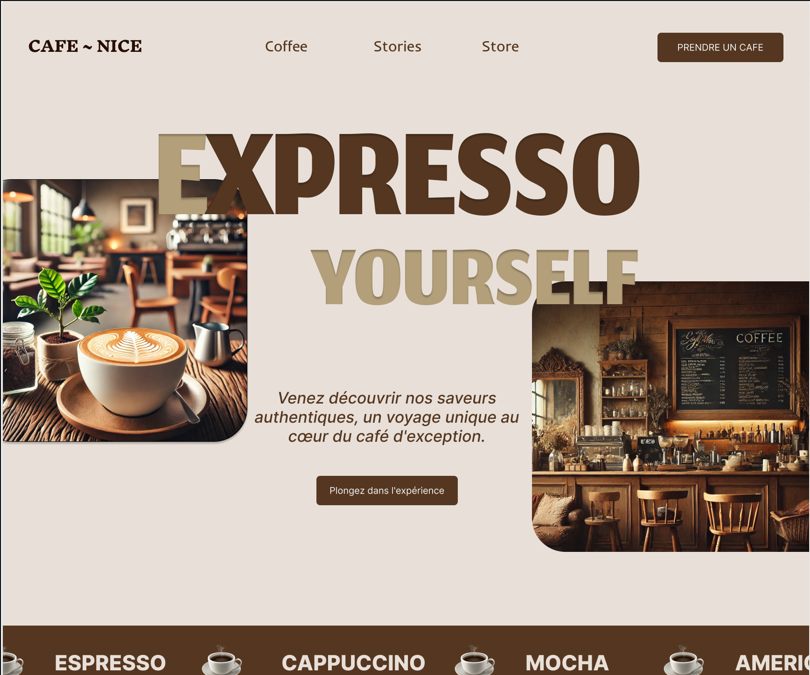 CAFE ~ NICE
Coffee
Stories
Store
PRENDRE UN CAFE
EXPRESSO
YOURSELF
COFFEE
Venez découvrir nos saveurs
authentiques, un voyage unique au
cœur du café d'exception.
Plongez dans l'expérience
ESPRESSO
CAPPUCCINO
MOCHA
AMERIC